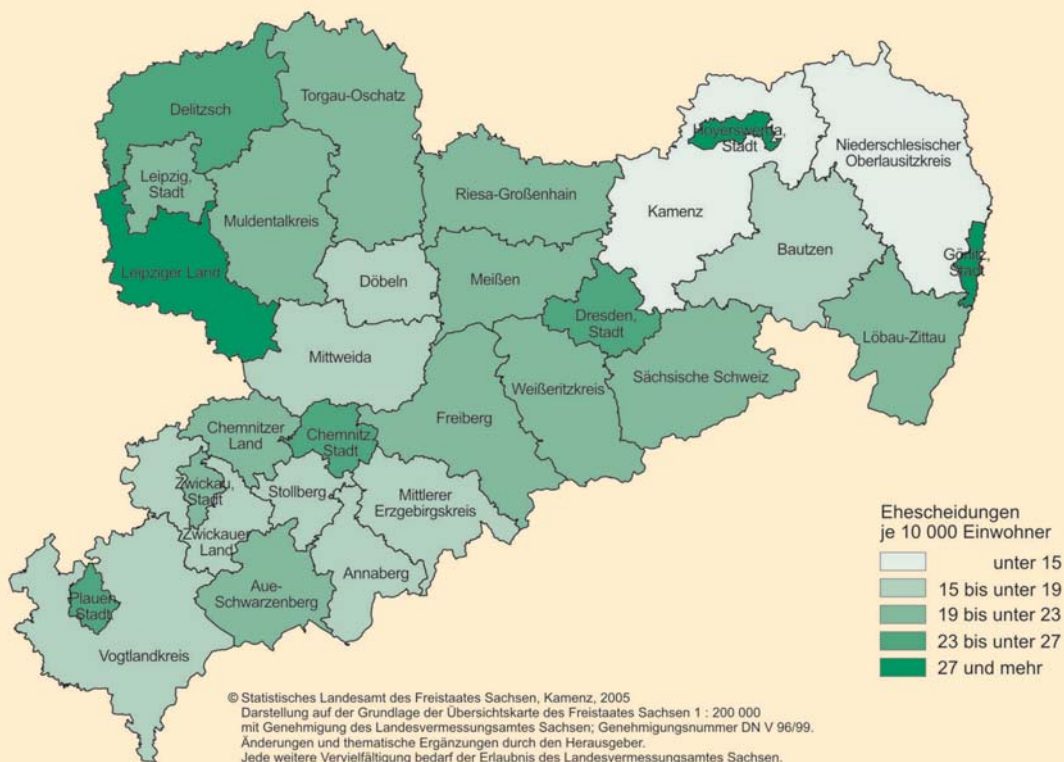 Delitzsch
Torgau-Oschatz
Hoyerswerda,
Stadt
Niederschlesischer
Oberlausitzkreis
Leipzig,
Stadt
Muldentalkreis
Riesa-Großenhain
Kamenz
Bautzen
Görlitz,
Stadt
Leipziger Land
Döbeln
Meißen
Dresden,
Stadt
Löbau-Zittau
Mittweida
Weißeritzkreis
Sächsische Schweiz
Chemnitzer
Land
Chemnitz,
Stadt
Freiberg
Zwickau,
Stadt
Stollberg
Mittlerer
Erzgebirgskreis
Zwickauer
Land
Annaberg
Aue-
Schwarzenberg
Plauen,
Stadt
Vogtlandkreis
Ehescheidungen
je 10 000 Einwohner
unter 15
15 bis unter 19
19 bis unter 23
23 bis unter 27
27 und mehr
© Statistisches Landesamt des Freistaates Sachsen, Kamenz, 2005
Darstellung auf der Grundlage der Übersichtskarte des Freistaates Sachsen 1 : 200 000
mit Genehmigung des Landesvermessungsamtes Sachsen; Genehmigungsnummer DN V 96/99.
Änderungen und thematische Ergänzungen durch den Herausgeber.
Jede weitere Vervielfältigung bedarf der Erlaubnis des Landesvermessungsamtes Sachsen.